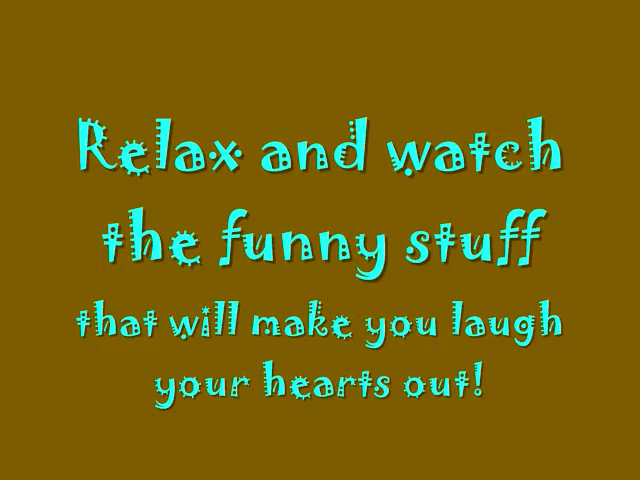 Relax and watch
the funny stuff
that will make you laugh
your hearts out!